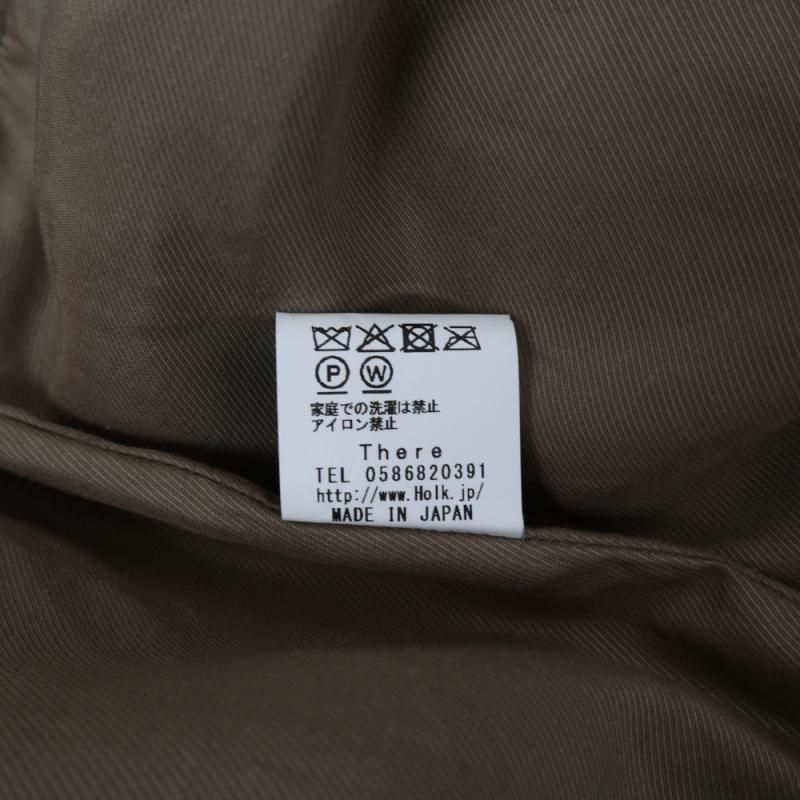 P W
家庭での洗濯は禁止
アイロン禁止
There
TEL 0586820391
http://www.Holk.jp/
MADE IN JAPAN